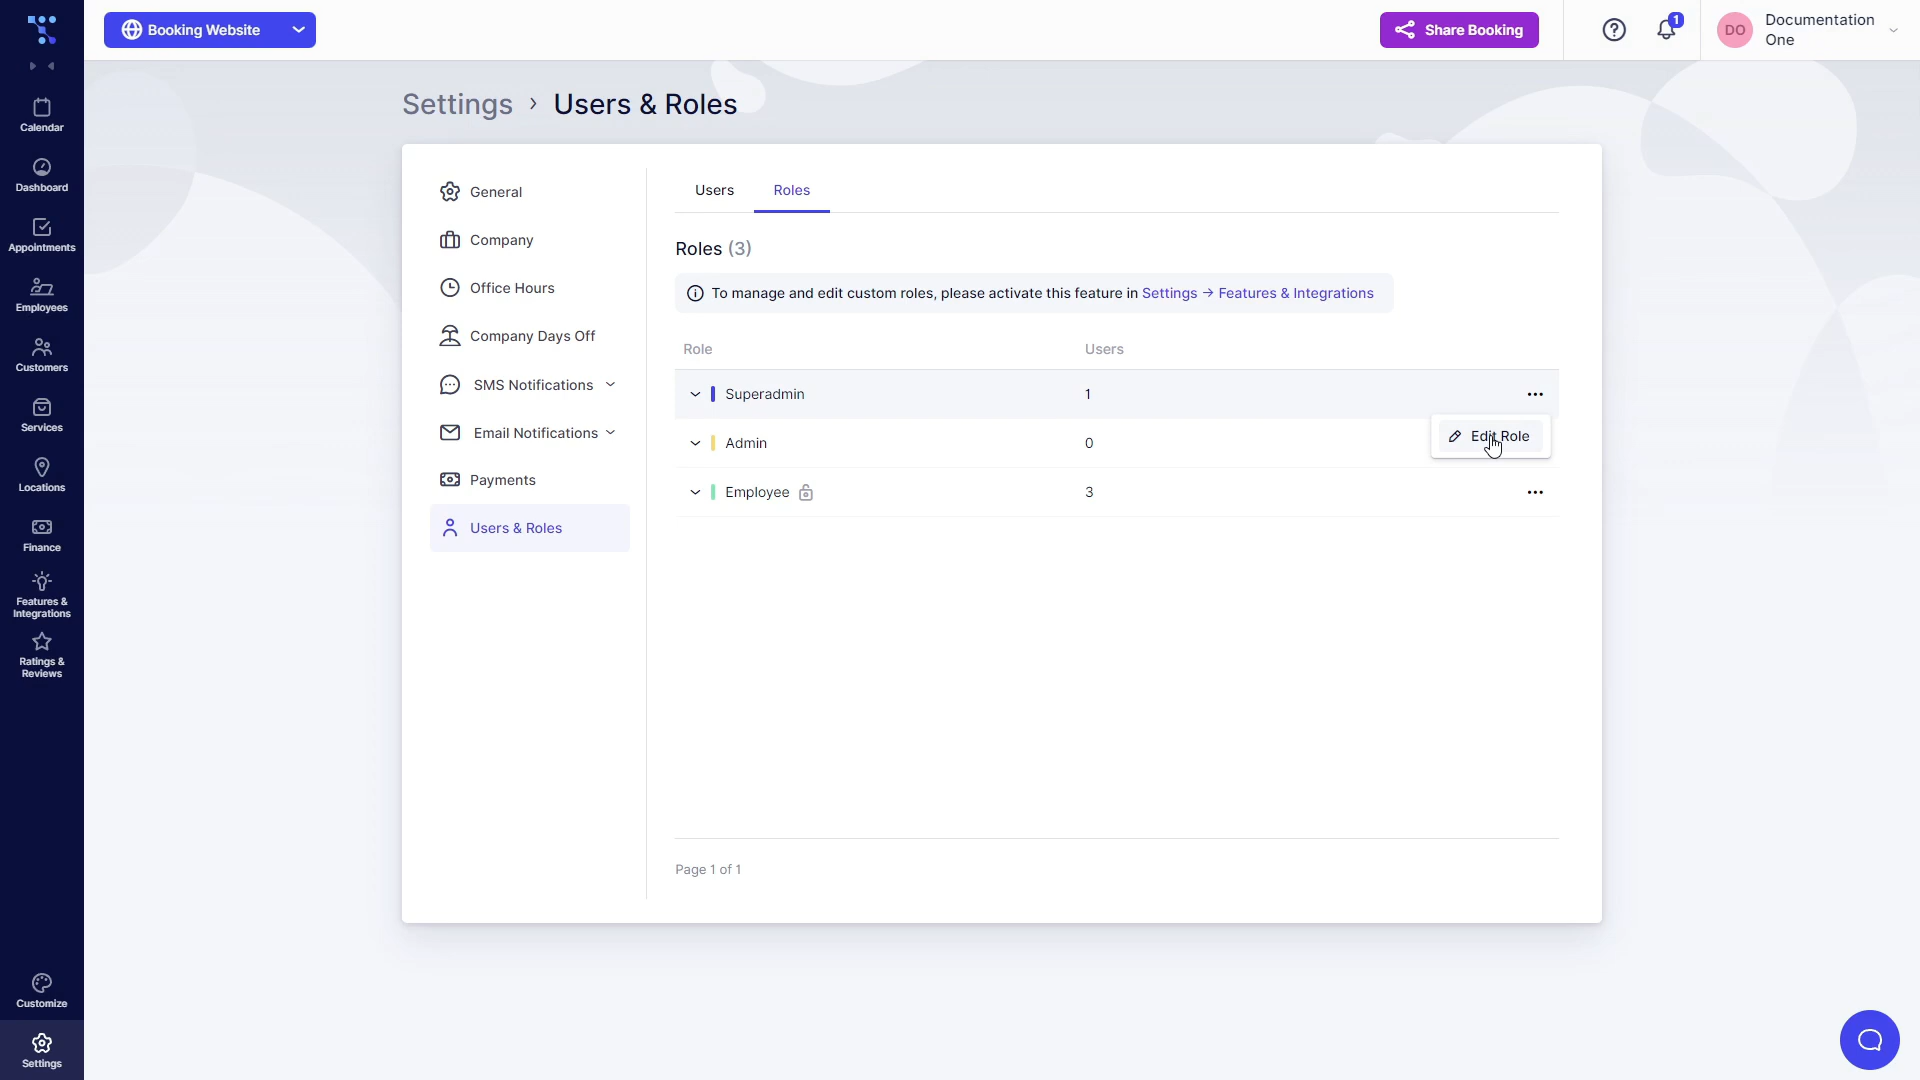 Booking Website
Share Booking
1
DO
Documentation
One
Calendar
Dashboard
Appointments
Employees
Customers
Services
Locations
Finance
Features &
Integrations
Ratings &
Reviews
Customize
Settings
Settings › Users & Roles
General
Company
Office Hours
Company Days Off
SMS Notifications
Email Notifications
Payments
Users & Roles
Users
Roles
Roles (3)
To manage and edit custom roles, please activate this feature in Settings → Features & Integrations
Role
Users
Superadmin
1
Admin
0
Edit Role
Employee
3
Page 1 of 1